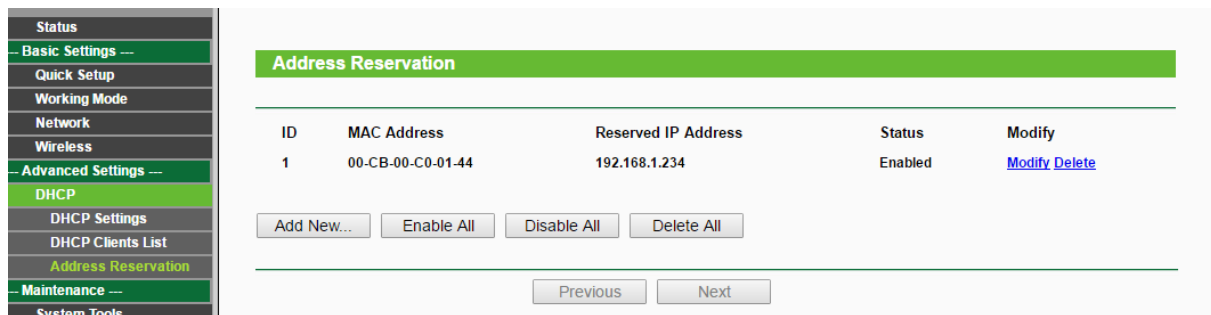 Status
--- Basic Settings ---
Quick Setup
Working Mode
Network
Wireless
--- Advanced Settings ---
DHCP
DHCP Settings
DHCP Clients List
Address Reservation
--- Maintenance ---
System Tools
Address Reservation
ID MAC Address Reserved IP Address Status Modify
1 00-CB-00-C0-01-44 192.168.1.234 Enabled Modify Delete
Add New... Enable All Disable All Delete All
Previous Next